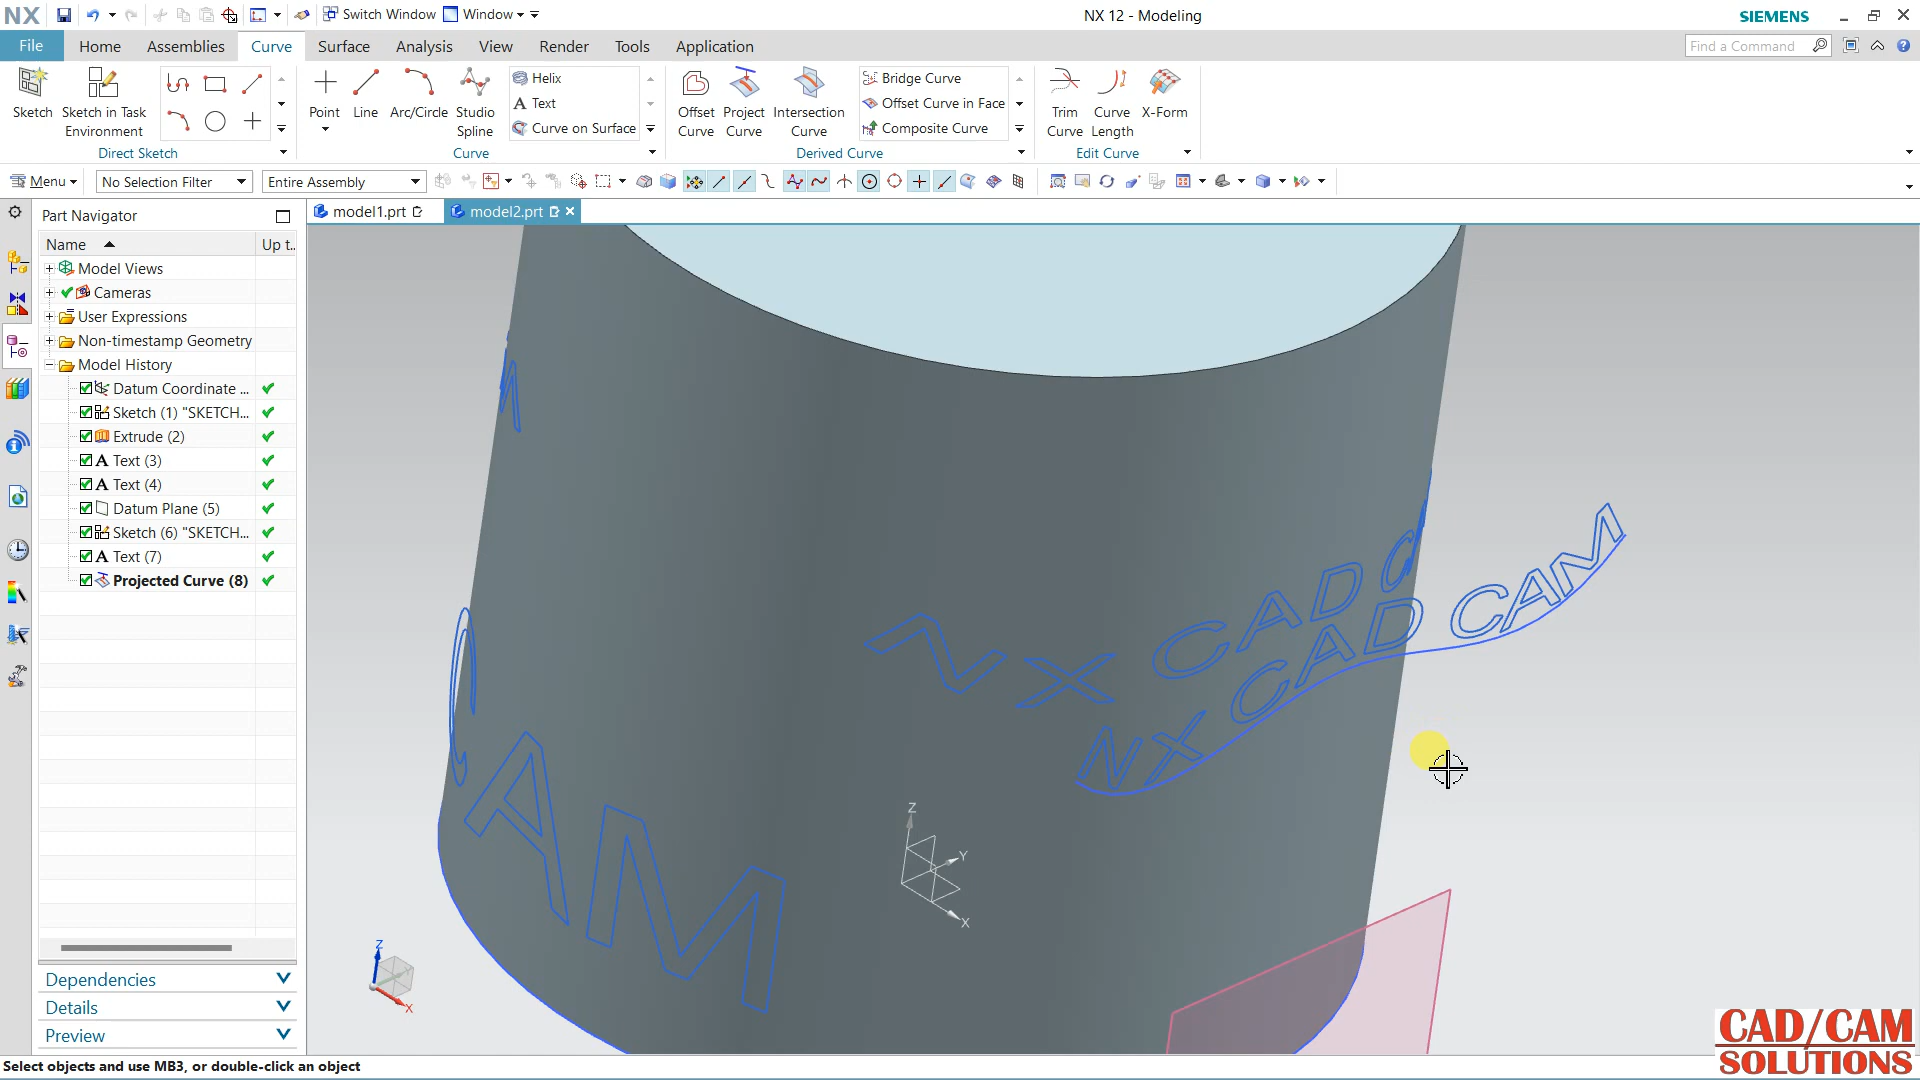 NX Switch Window Window NX 12 - Modeling SIEMENS
File Home Assemblies Curve Surface Analysis View Render Tools Application Find a Command
Sketch Sketch in Task Environment Point Line Arc/Circle Studio Spline Helix Text Curve on Surface Offset Curve Project Curve Intersection Curve Bridge Curve Offset Curve in Face Composite Curve Trim Curve Curve Length X-Form
Direct Sketch Curve Derived Curve Edit Curve
Menu No Selection Filter Entire Assembly
Part Navigator model1.prt model2.prt
Name Up t..
Model Views
Cameras
User Expressions
Non-timestamp Geometry
Model History
Datum Coordinate ...
Sketch (1) "SKETCH...
Extrude (2)
A Text (3)
A Text (4)
Datum Plane (5)
Sketch (6) "SKETCH...
A Text (7)
Projected Curve (8)
NX CAD C
NX CAD CAM
AM
Z
Y
X
Z
X
Dependencies
Details
Preview
Select objects and use MB3, or double-click an object
CAD/CAM
SOLUTIONS